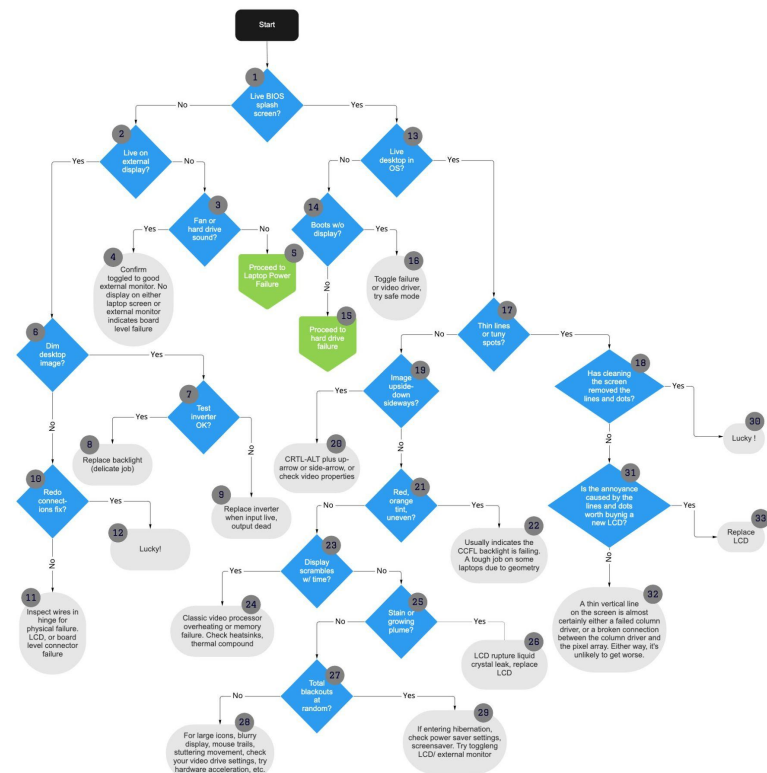 Start
1
Live BIOS
splash
screen?
No
Yes
2
Live on
external
display?
13
Live
desktop in
OS?
Yes
No
No
Yes
3
Fan or
hard drive
sound?
14
Boots w/o
display?
Yes
No
Yes
No
4
Confirm
toggled to good
external monitor. No
display on either
laptop screen or
external monitor
indicates board
level failure
5
Proceed to
Laptop Power
Failure
16
Toggle failure
or video driver,
try safe mode
15
Proceed to
hard drive
failure
17
Thin lines
or tuny
spots?
No
Yes
6
Dim
desktop
image?
Yes
No
7
Test
inverter
OK?
Yes
No
8
Replace backlight
(delicate job)
9
Replace inverter
when input live,
output dead
10
Redo
connect-
ions fix?
Yes
No
12
Lucky!
11
Inspect wires in
hinge for
physical failure.
LCD, or board
level connector
failure
18
Has cleaning
the screen
removed the
lines and dots?
Yes
No
30
Lucky !
19
Image
upside-
down
sideways?
Yes
No
20
CRTL-ALT plus up-
arrow or side-arrow, or
check video properties
31
Is the annoyance
caused by the
lines and dots
worth buynig a
new LCD?
Yes
No
33
Replace
LCD
21
Red,
orange
tint,
uneven?
No
Yes
22
Usually indicates the
CCFL backlight is failing.
A tough job on some
laptops due to geometry
32
A thin vertical line
on the screen is almost
certainly either a failed column
driver, or a broken connection
between the column driver and
the pixel array. Either way, it's
unlikely to get worse.
23
Display
scrambles
w/ time?
Yes
No
24
Classic video processor
overheating or memory
failure. Check heatsinks,
thermal compound
25
Stain or
growing
plume?
No
Yes
26
LCD rupture liquid
crystal leak, replace
LCD
27
Total
blackouts
at
random?
No
Yes
28
For large icons, blurry
display, mouse trails,
stuttering movement, check
your video drive settings, try
hardware acceleration, etc.
29
If entering hibernation,
check power saver settings,
screensaver. Try toggleng
LCD/ external monitor